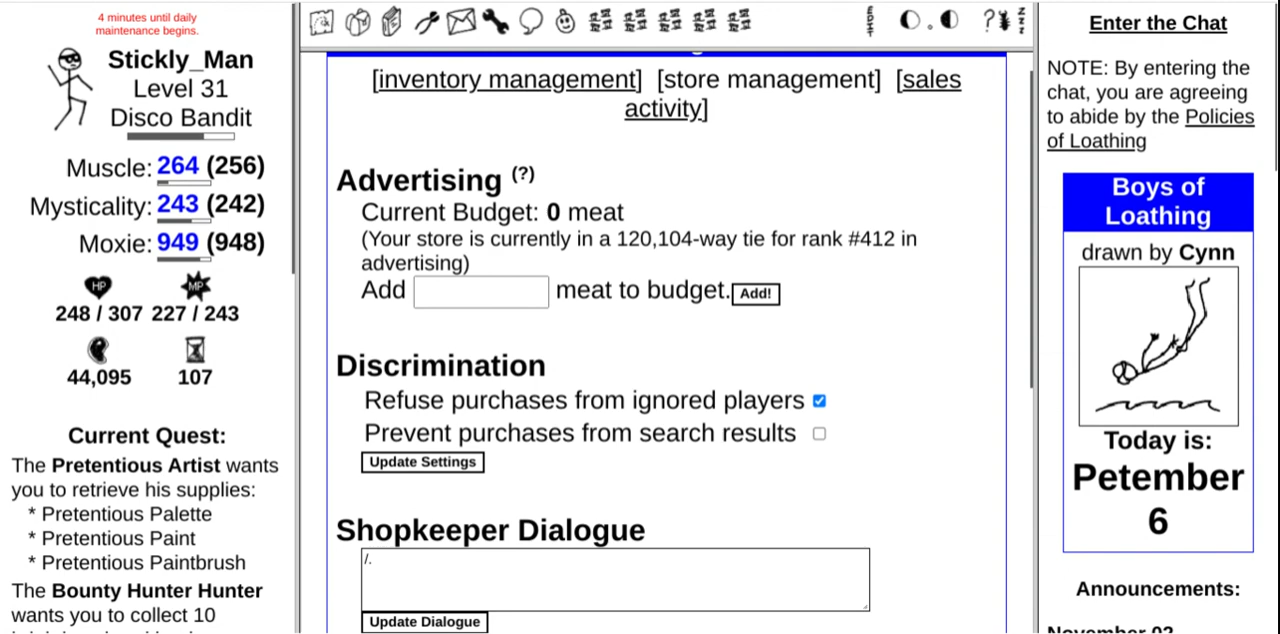 4 minutes until daily
maintenance begins.
Stickly_Man
Level 31
Disco Bandit
Muscle: 264 (256)
Mysticality: 243 (242)
Moxie: 949 (948)
HP
MP
248 / 307 227 / 243
44,095 107
Current Quest:
The Pretentious Artist wants
you to retrieve his supplies:
* Pretentious Palette
* Pretentious Paint
* Pretentious Paintbrush
The Bounty Hunter Hunter
wants you to collect 10
[inventory management] [store management] [sales
activity]
Advertising (?)
Current Budget: 0 meat
(Your store is currently in a 120,104-way tie for rank #412 in
advertising)
Add meat to budget. Add!
Discrimination
Refuse purchases from ignored players
Prevent purchases from search results
Update Settings
Shopkeeper Dialogue
/.
Update Dialogue
Enter the Chat
NOTE: By entering the
chat, you are agreeing
to abide by the Policies
of Loathing
Boys of
Loathing
drawn by Cynn
Today is:
Petember
6
Announcements:
November 02